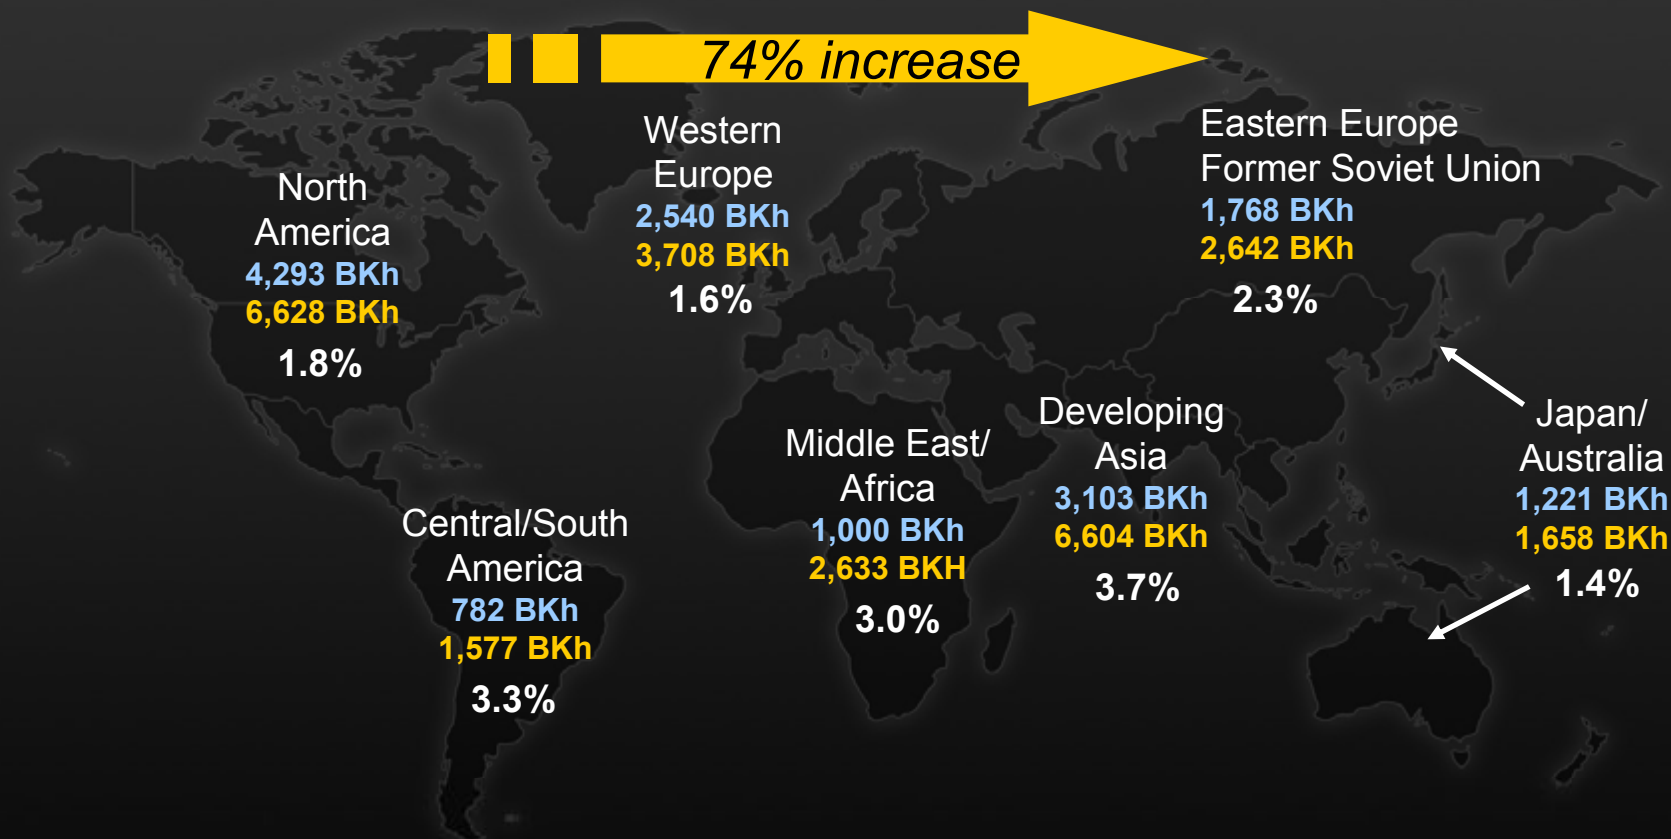 74% increase
Western
Europe
2,540 BKh
3,708 BKh
1.6%
Eastern Europe
Former Soviet Union
1,768 BKh
2,642 BKh
2.3%
North
America
4,293 BKh
6,628 BKh
1.8%
Central/South
America
782 BKh
1,577 BKh
3.3%
Middle East/
Africa
1,000 BKh
2,633 BKH
3.0%
Developing
Asia
3,103 BKh
6,604 BKh
3.7%
Japan/
Australia
1,221 BKh
1,658 BKh
1.4%